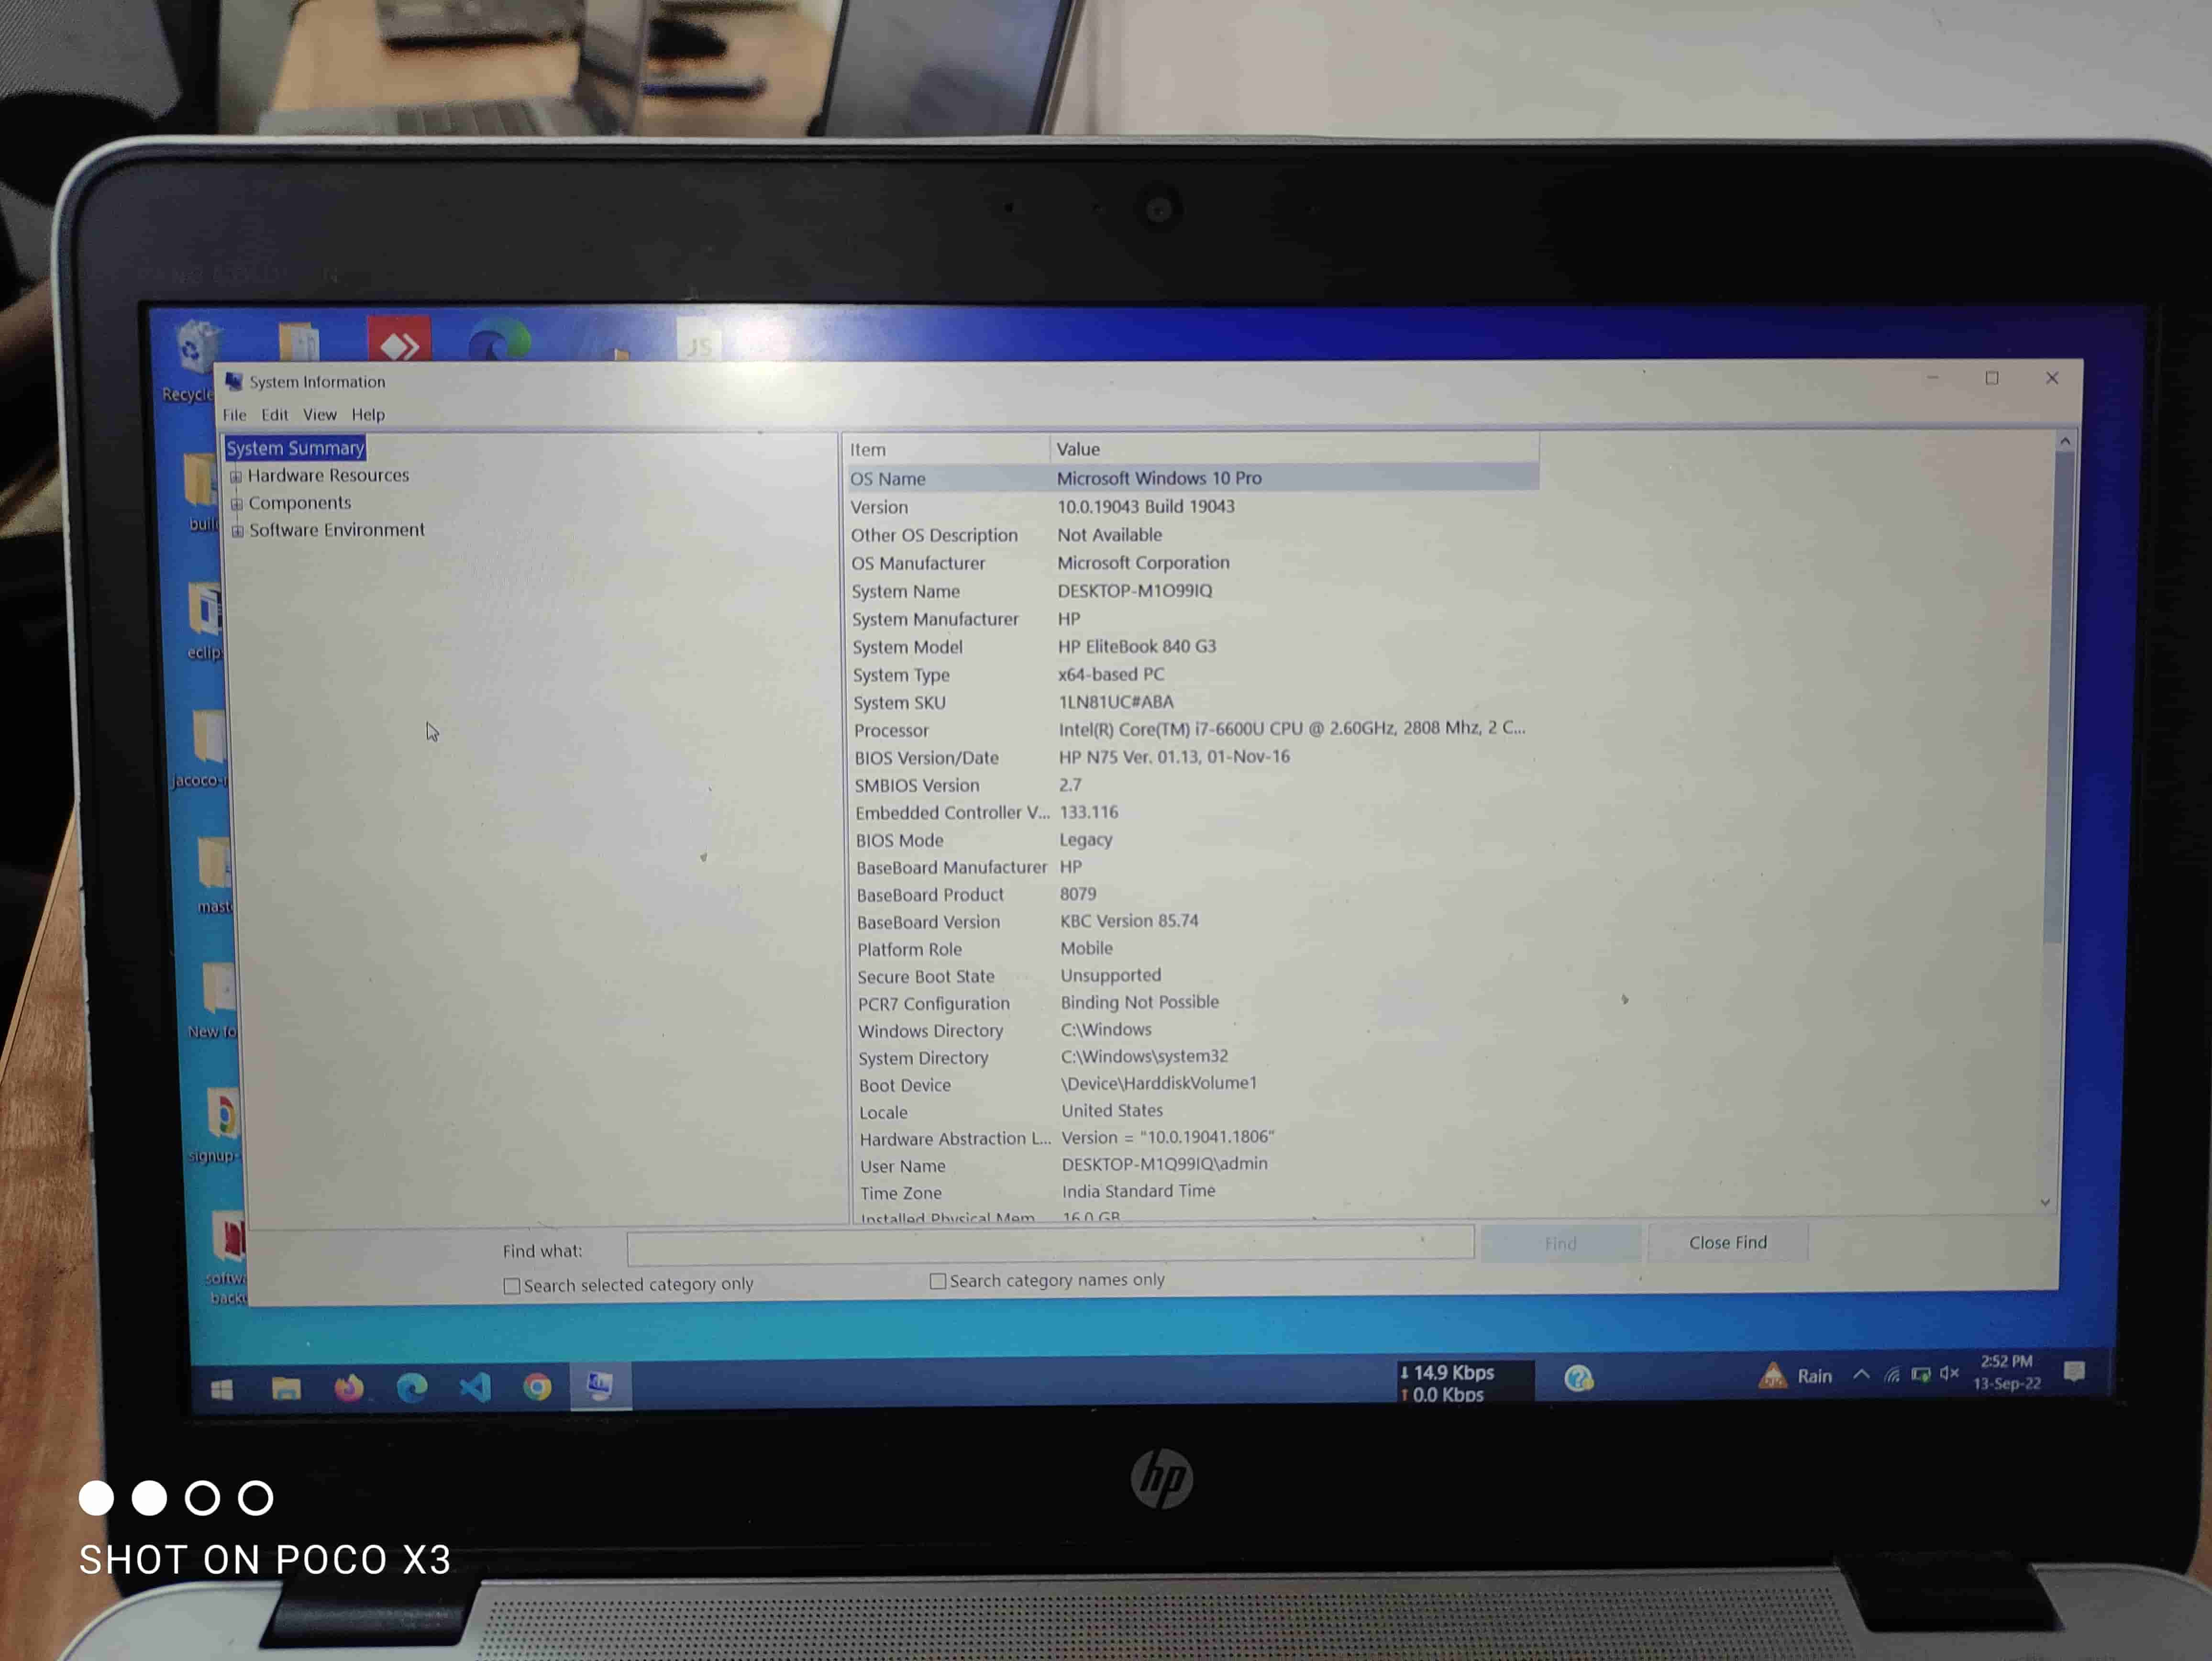 JS
Recycle
System Information
File Edit View Help
System Summary
Hardware Resources
Components
Software Environment
Item Value
OS Name Microsoft Windows 10 Pro
Version 10.0.19043 Build 19043
Other OS Description Not Available
OS Manufacturer Microsoft Corporation
System Name DESKTOP-M1O99IQ
System Manufacturer HP
System Model HP EliteBook 840 G3
System Type x64-based PC
System SKU 1LN81UC#ABA
Processor Intel(R) Core(TM) i7-6600U CPU @ 2.60GHz, 2808 Mhz, 2 C...
BIOS Version/Date HP N75 Ver. 01.13, 01-Nov-16
SMBIOS Version 2.7
Embedded Controller V... 133.116
BIOS Mode Legacy
BaseBoard Manufacturer HP
BaseBoard Product 8079
BaseBoard Version KBC Version 85.74
Platform Role Mobile
Secure Boot State Unsupported
PCR7 Configuration Binding Not Possible
Windows Directory C:\Windows
System Directory C:\Windows\system32
Boot Device \Device\HarddiskVolume1
Locale United States
Hardware Abstraction L... Version = "10.0.19041.1806"
User Name DESKTOP-M1Q99IQ\admin
Time Zone India Standard Time
Installed Physical Mem 16.0 GB
Find what: Find Close Find
Search selected category only Search category names only
eclip
jacoco-
mast
New fo
signup-
softw
back
14.9 Kbps
0.0 Kbps
Rain
2:52 PM
13-Sep-22
hp
SHOT ON POCO X3